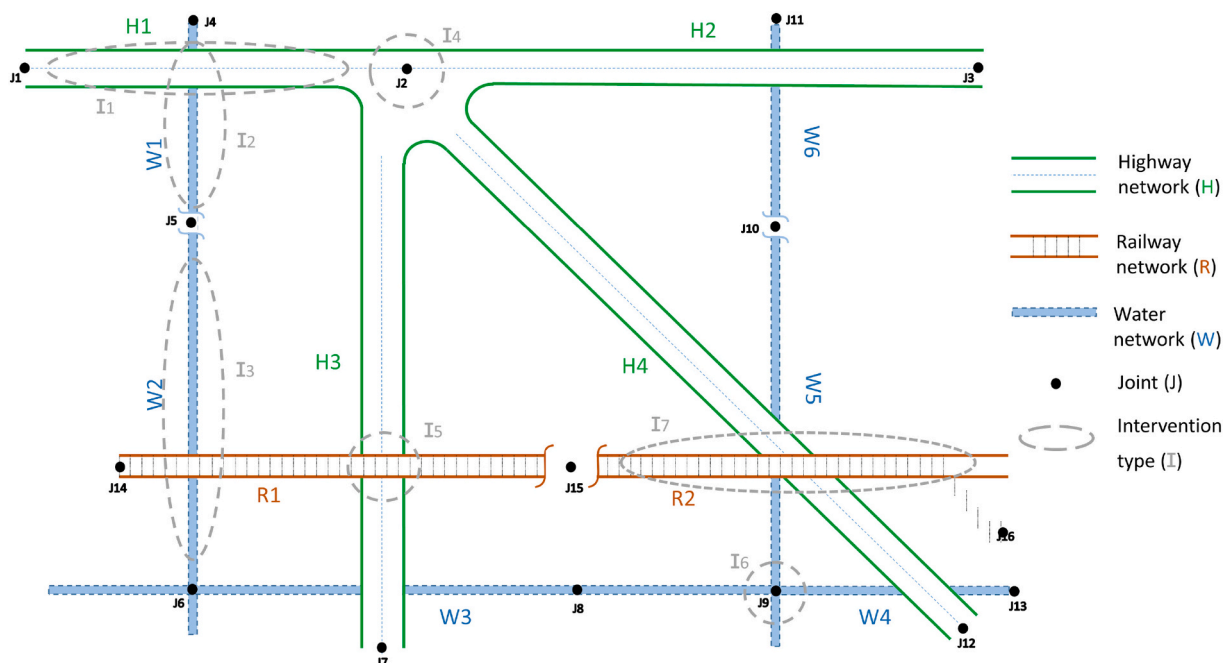 H1
J4
I4
H2
J11
J1
J2
J3
I1
W1
I2
W6
Highway
network (H)
J5
J10
Railway
network (R)
Water
network (W)
H3
H4
W2
I3
W5
Joint (J)
I5
I7
Intervention
type (I)
J14
R1
J15
R2
J16
I6
J6
W3
J8
J9
W4
J13
J7
J12